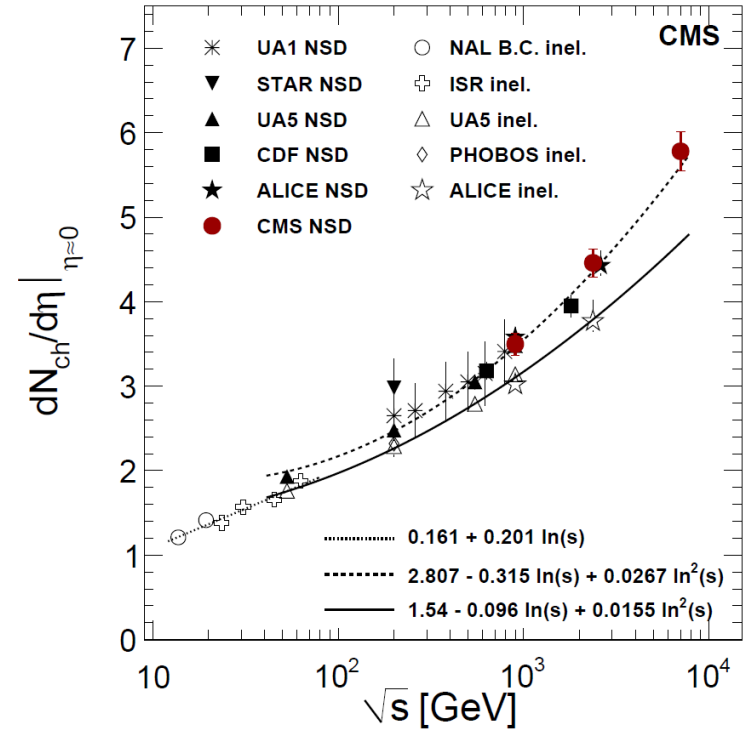 CMS
UA1 NSD
STAR NSD
UA5 NSD
CDF NSD
ALICE NSD
CMS NSD
NAL B.C. inel.
ISR inel.
UA5 inel.
PHOBOS inel.
ALICE inel.
7
6
5
4
3
2
1
0
dN_ch/dη|_η≈0
0.161 + 0.201 ln(s)
2.807 - 0.315 ln(s) + 0.0267 ln²(s)
1.54 - 0.096 ln(s) + 0.0155 ln²(s)
10 10² 10³ 10⁴
√s [GeV]